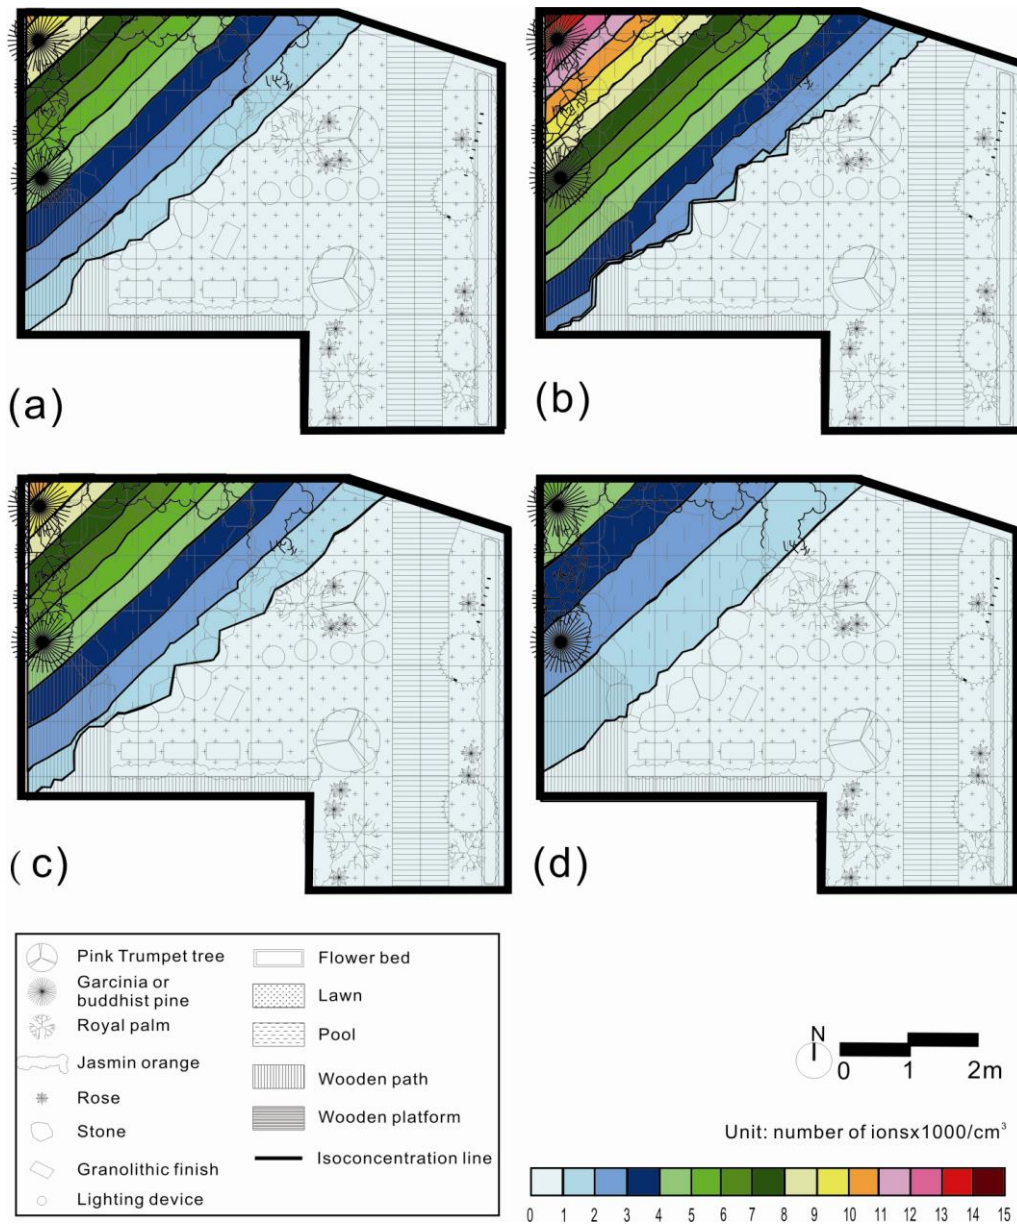 (a)
(b)
(c)
(d)
Pink Trumpet tree
Garcinia or
buddhist pine
Royal palm
Jasmin orange
Rose
Stone
Granolithic finish
Lighting device
Flower bed
Lawn
Pool
Wooden path
Wooden platform
Isoconcentration line
N
0 1 2m
Unit: number of ionsx1000/cm³
0 1 2 3 4 5 6 7 8 9 10 11 12 13 14 15